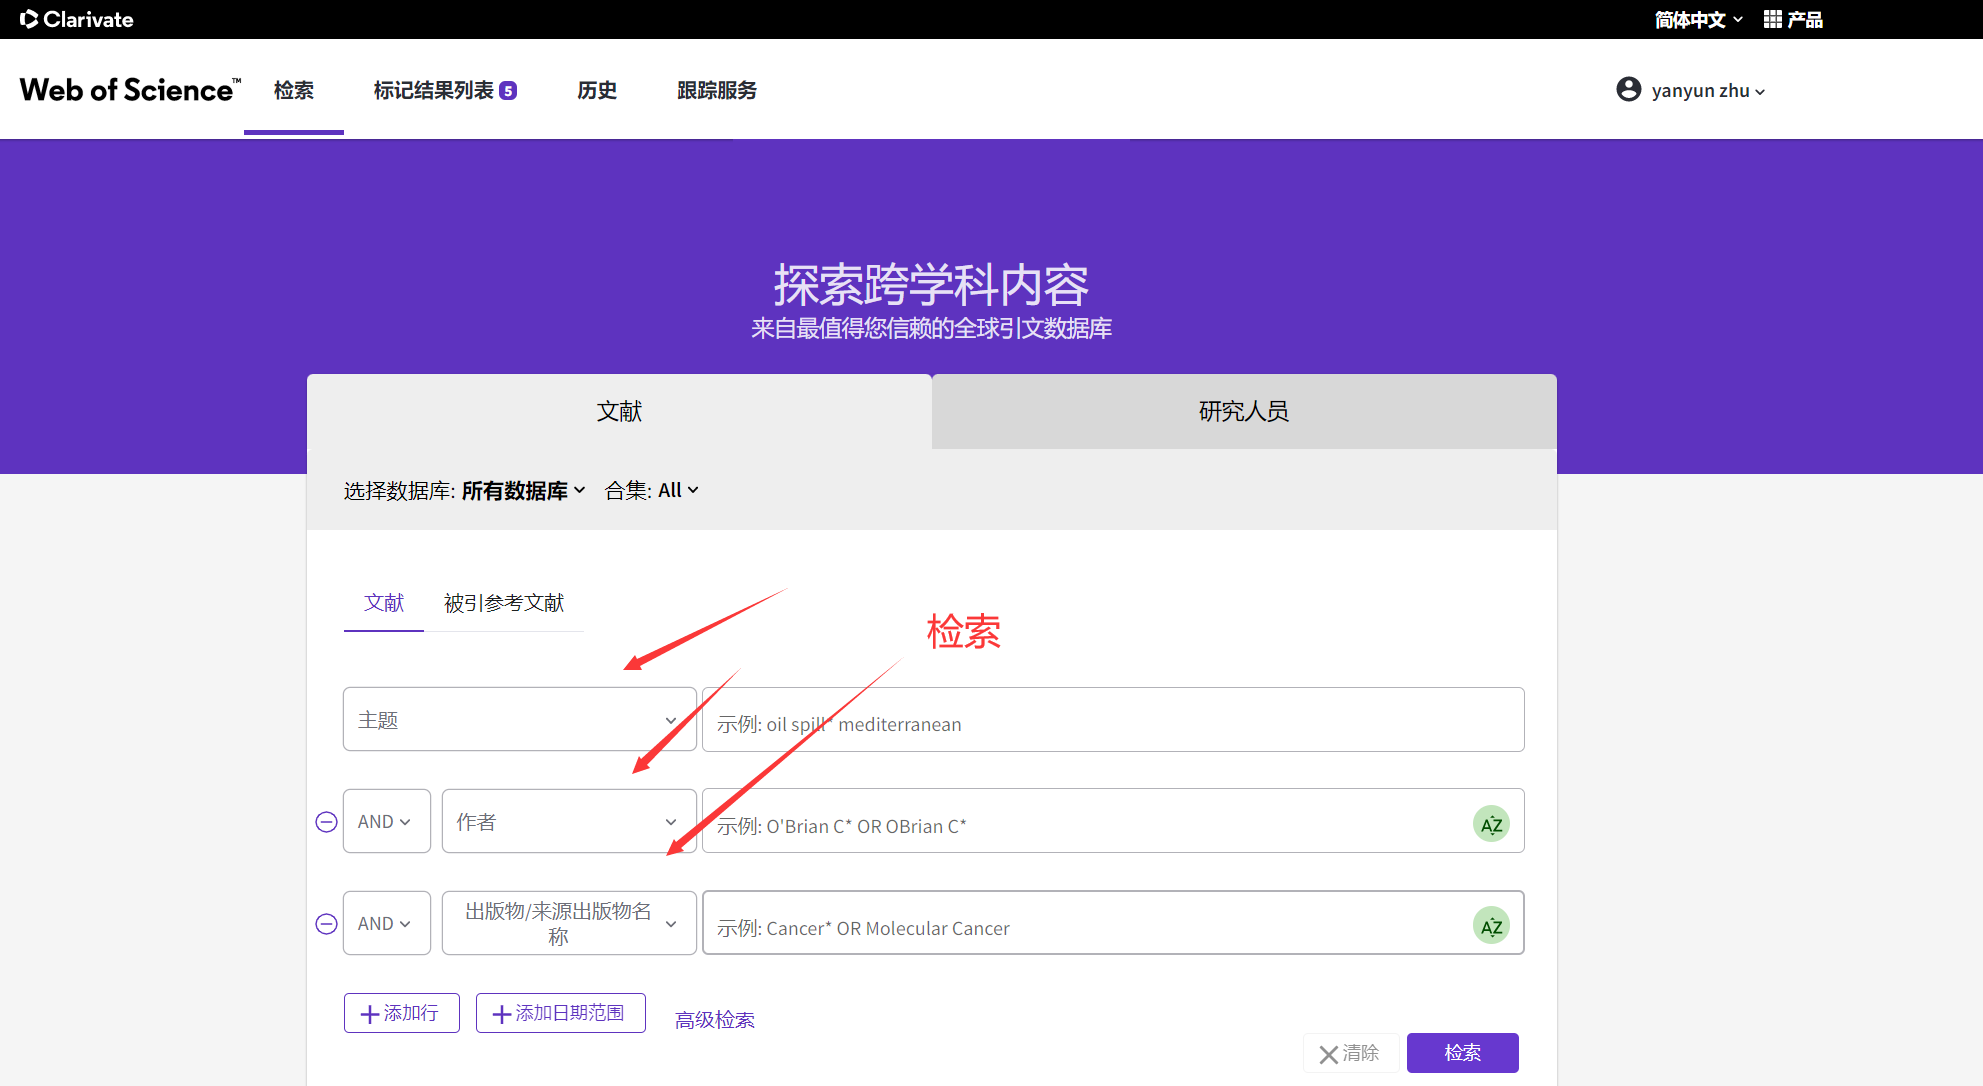 Clarivate
简体中文
产品
Web of Science™
检索
标记结果列表 5
历史
跟踪服务
yanyun zhu
探索跨学科内容
来自最值得您信赖的全球引文数据库
文献
研究人员
选择数据库: 所有数据库 合集: All
文献
被引参考文献
检索
主题
示例: oil spill* mediterranean
AND
作者
示例: O'Brian C* OR OBrian C*
AZ
AND
出版物/来源出版物名
称
示例: Cancer* OR Molecular Cancer
AZ
添加行
添加日期范围
高级检索
清除
检索